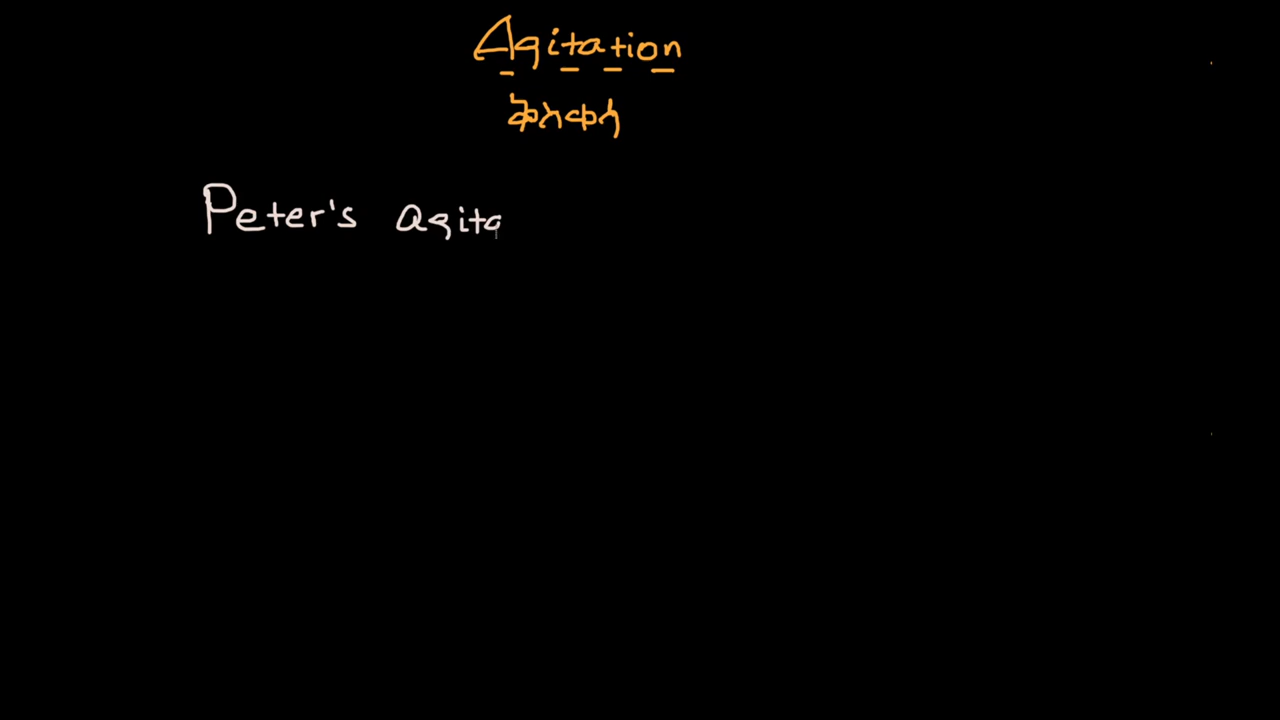 Agitation
ቅስቀሳ
Peter's agita